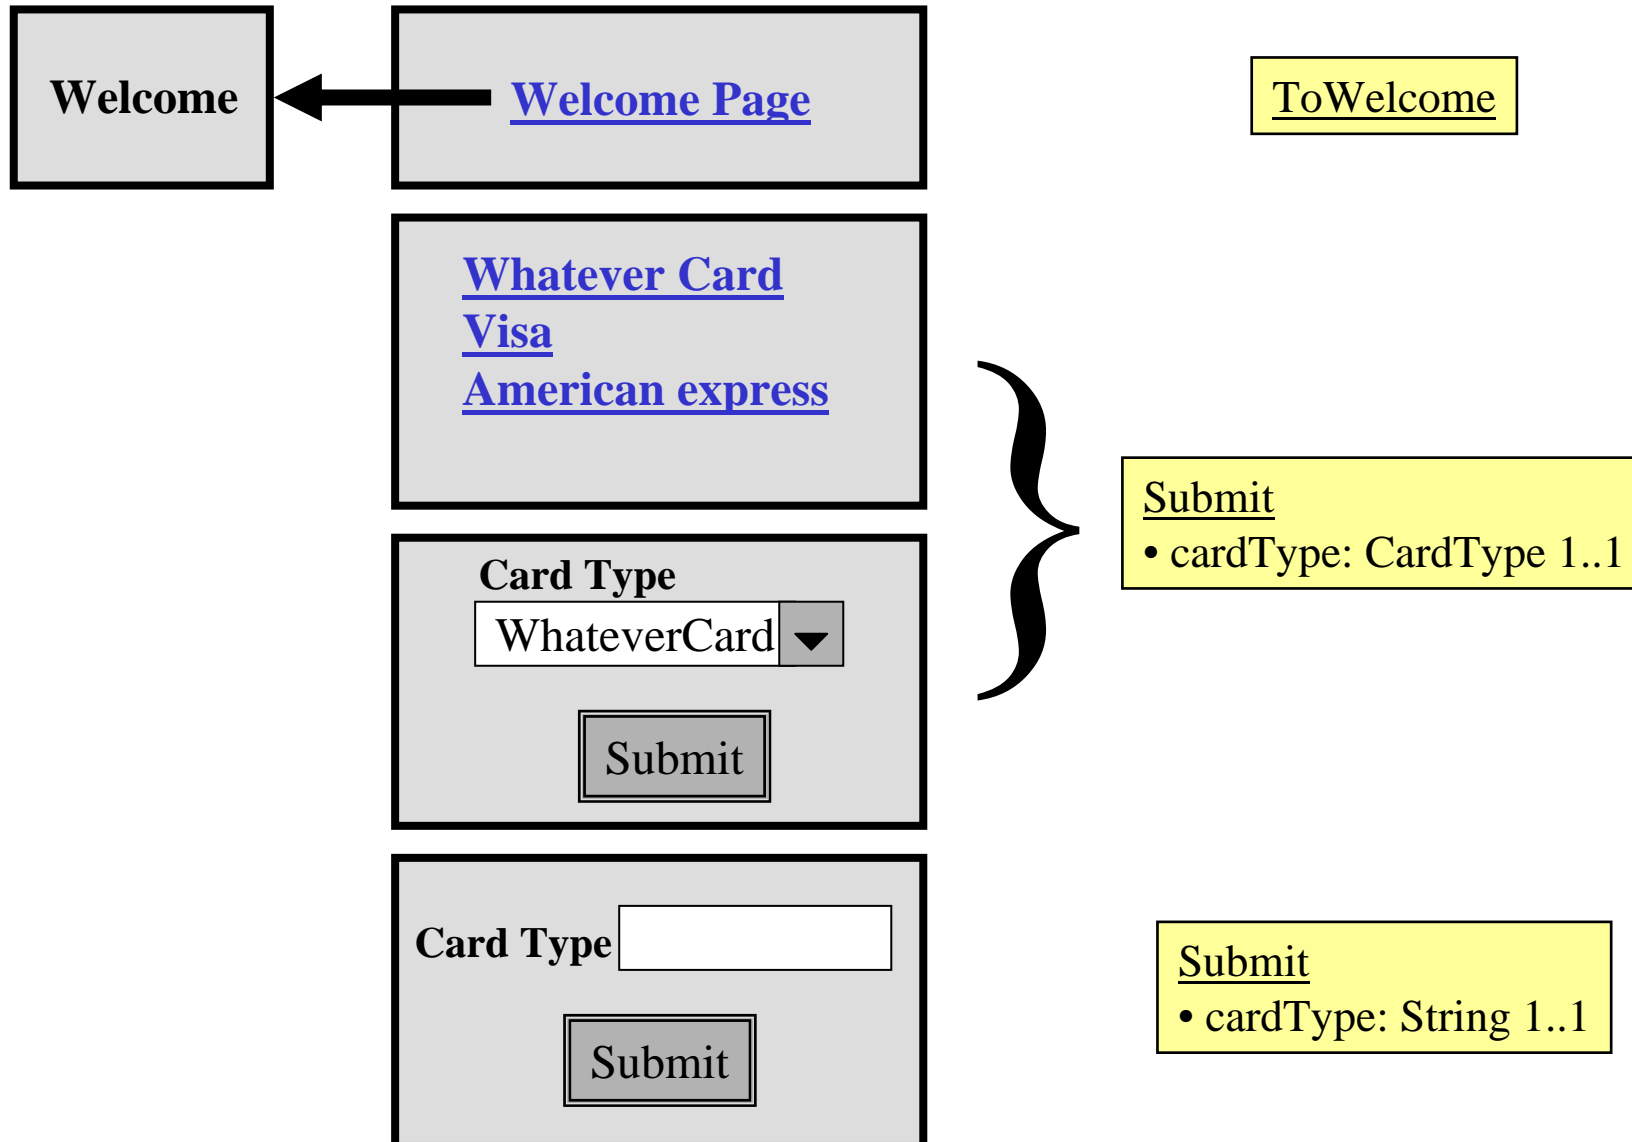 Welcome
Welcome Page
ToWelcome
Whatever Card
Visa
American express
Card Type
WhateverCard
Submit
Submit
• cardType: CardType 1..1
Card Type
Submit
Submit
• cardType: String 1..1